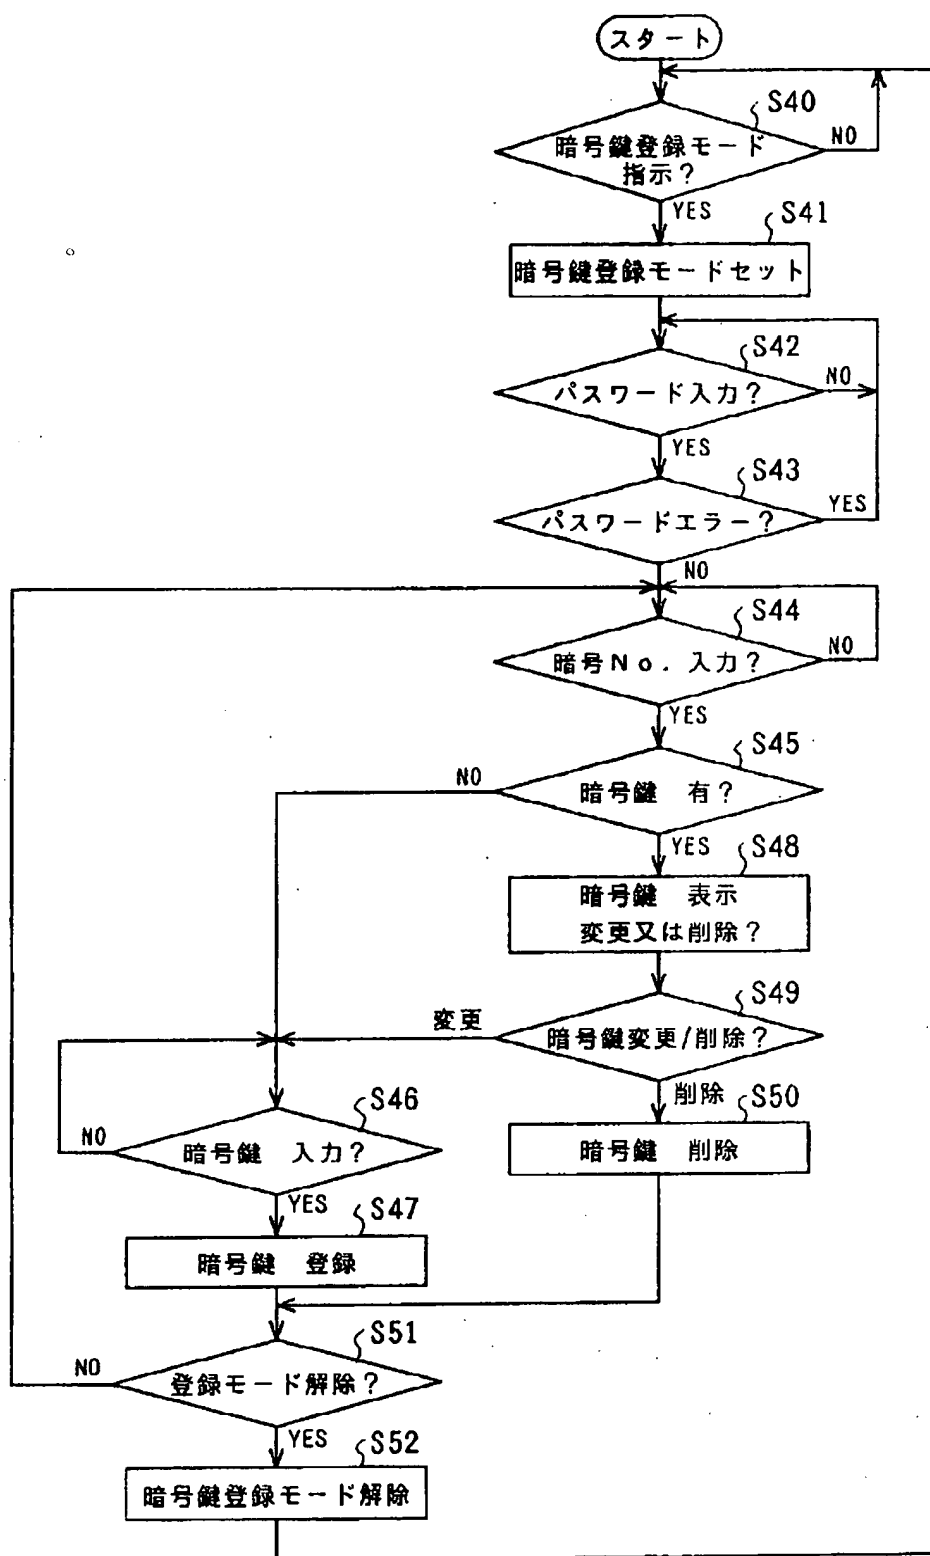 スタート
S40
暗号鍵登録モード
指示?
NO
YES
S41
暗号鍵登録モードセット
S42
パスワード入力?
NO
YES
S43
パスワードエラー?
YES
NO
S44
暗号No. 入力?
NO
YES
S45
暗号鍵 有?
NO
YES
S48
暗号鍵 表示
変更又は削除?
S49
暗号鍵変更/削除?
変更
削除
S50
暗号鍵 削除
S46
暗号鍵 入力?
NO
YES
S47
暗号鍵 登録
S51
登録モード解除?
NO
YES
S52
暗号鍵登録モード解除